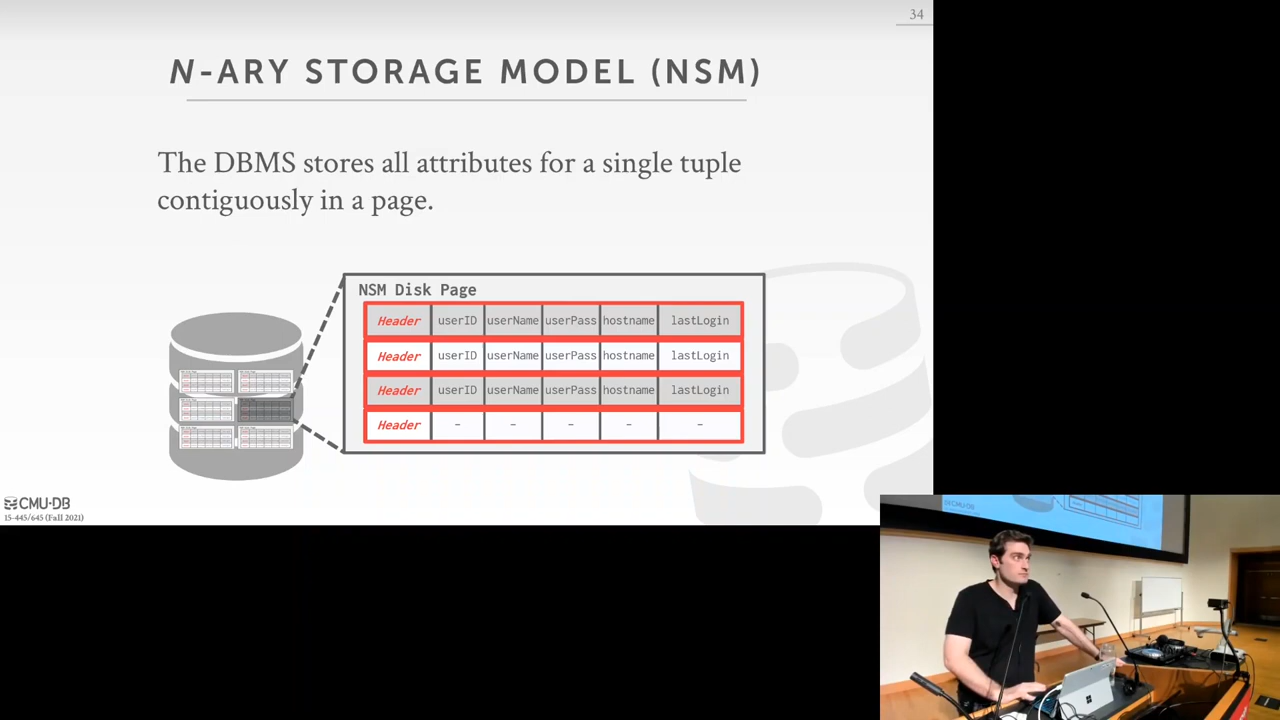 34
N-ARY STORAGE MODEL (NSM)
The DBMS stores all attributes for a single tuple
contiguously in a page.
NSM Disk Page
Header userID userName userPass hostname lastLogin
Header userID userName userPass hostname lastLogin
Header userID userName userPass hostname lastLogin
Header - - - - -
CMU·DB
15-445/645 (Fall 2021)